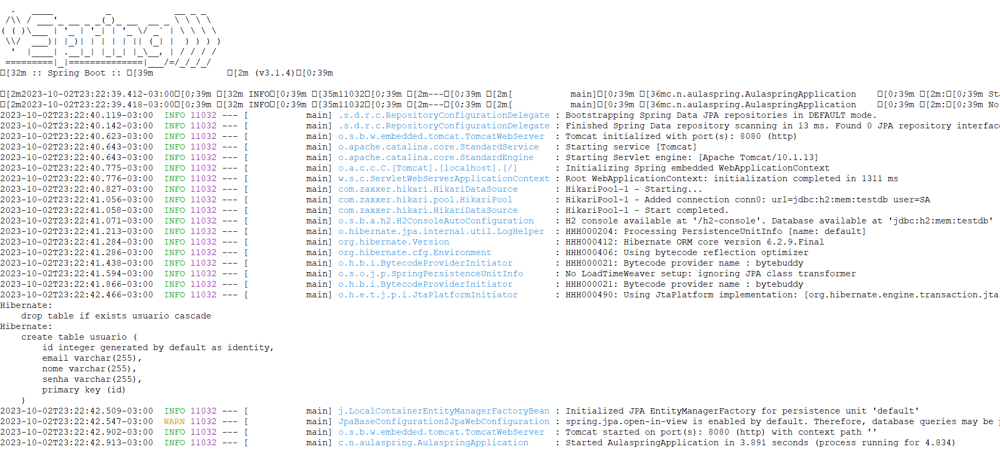 .   ____          _            __ _ _
 /\\ / ___'_ __ _ _(_)_ __  __ _ \ \ \ \
( ( )\___ | '_ | '_| | '_ \/ _` | \ \ \ \
 \\/  ___)| |_)| | | | | || (_| |  ) ) ) )
  '  |____| .__|_| |_|_| |_\__, | / / / /
 =========|_|==============|___/=/_/_/_/
□[32m :: Spring Boot :: □[39m              □[2m (v3.1.4)□[0;39m

□[2m2023-10-02T23:22:39.412-03:00□[0;39m □[32m INFO□[0;39m □[35m11032□[0;39m □[2m---□[0;39m □[2m[           main]□[0;39m □[36mc.n.aulaspring.AulaspringApplication    □[0;39m □[2m:□[0;39m Sta
□[2m2023-10-02T23:22:39.418-03:00□[0;39m □[32m INFO□[0;39m □[35m11032□[0;39m □[2m---□[0;39m □[2m[           main]□[0;39m □[36mc.n.aulaspring.AulaspringApplication    □[0;39m □[2m:□[0;39m No
2023-10-02T23:22:40.119-03:00  INFO 11032 --- [           main] .s.d.r.c.RepositoryConfigurationDelegate : Bootstrapping Spring Data JPA repositories in DEFAULT mode.
2023-10-02T23:22:40.142-03:00  INFO 11032 --- [           main] .s.d.r.c.RepositoryConfigurationDelegate : Finished Spring Data repository scanning in 13 ms. Found 0 JPA repository interfac
2023-10-02T23:22:40.623-03:00  INFO 11032 --- [           main] o.s.b.w.embedded.tomcat.TomcatWebServer  : Tomcat initialized with port(s): 8080 (http)
2023-10-02T23:22:40.643-03:00  INFO 11032 --- [           main] o.apache.catalina.core.StandardService   : Starting service [Tomcat]
2023-10-02T23:22:40.643-03:00  INFO 11032 --- [           main] o.apache.catalina.core.StandardEngine    : Starting Servlet engine: [Apache Tomcat/10.1.13]
2023-10-02T23:22:40.775-03:00  INFO 11032 --- [           main] o.a.c.c.C.[Tomcat].[localhost].[/]       : Initializing Spring embedded WebApplicationContext
2023-10-02T23:22:40.776-03:00  INFO 11032 --- [           main] w.s.c.ServletWebServerApplicationContext : Root WebApplicationContext: initialization completed in 1311 ms
2023-10-02T23:22:40.827-03:00  INFO 11032 --- [           main] com.zaxxer.hikari.HikariDataSource       : HikariPool-1 - Starting...
2023-10-02T23:22:41.056-03:00  INFO 11032 --- [           main] com.zaxxer.hikari.pool.HikariPool        : HikariPool-1 - Added connection conn0: url=jdbc:h2:mem:testdb user=SA
2023-10-02T23:22:41.058-03:00  INFO 11032 --- [           main] com.zaxxer.hikari.HikariDataSource       : HikariPool-1 - Start completed.
2023-10-02T23:22:41.071-03:00  INFO 11032 --- [           main] o.s.b.a.h2.H2ConsoleAutoConfiguration    : H2 console available at '/h2-console'. Database available at 'jdbc:h2:mem:testdb'
2023-10-02T23:22:41.213-03:00  INFO 11032 --- [           main] o.hibernate.jpa.internal.util.LogHelper  : HHH000204: Processing PersistenceUnitInfo [name: default]
2023-10-02T23:22:41.284-03:00  INFO 11032 --- [           main] org.hibernate.Version                    : HHH000412: Hibernate ORM core version 6.2.9.Final
2023-10-02T23:22:41.286-03:00  INFO 11032 --- [           main] org.hibernate.cfg.Environment            : HHH000406: Using bytecode reflection optimizer
2023-10-02T23:22:41.438-03:00  INFO 11032 --- [           main] o.h.b.i.BytecodeProviderInitiator        : HHH000021: Bytecode provider name : bytebuddy
2023-10-02T23:22:41.594-03:00  INFO 11032 --- [           main] o.s.o.j.p.SpringPersistenceUnitInfo      : No LoadTimeWeaver setup: ignoring JPA class transformer
2023-10-02T23:22:41.866-03:00  INFO 11032 --- [           main] o.h.b.i.BytecodeProviderInitiator        : HHH000021: Bytecode provider name : bytebuddy
2023-10-02T23:22:42.466-03:00  INFO 11032 --- [           main] o.h.e.t.j.p.i.JtaPlatformInitiator       : HHH000490: Using JtaPlatform implementation: [org.hibernate.engine.transaction.jta
Hibernate:
    drop table if exists usuario cascade
Hibernate:
    create table usuario (
        id integer generated by default as identity,
        email varchar(255),
        nome varchar(255),
        senha varchar(255),
        primary key (id)
    )
2023-10-02T23:22:42.509-03:00  INFO 11032 --- [           main] j.LocalContainerEntityManagerFactoryBean : Initialized JPA EntityManagerFactory for persistence unit 'default'
2023-10-02T23:22:42.547-03:00  WARN 11032 --- [           main] JpaBaseConfiguration$JpaWebConfiguration : spring.jpa.open-in-view is enabled by default. Therefore, database queries may be p
2023-10-02T23:22:42.902-03:00  INFO 11032 --- [           main] o.s.b.w.embedded.tomcat.TomcatWebServer  : Tomcat started on port(s): 8080 (http) with context path ''
2023-10-02T23:22:42.913-03:00  INFO 11032 --- [           main] c.n.aulaspring.AulaspringApplication     : Started AulaspringApplication in 3.891 seconds (process running for 4.834)